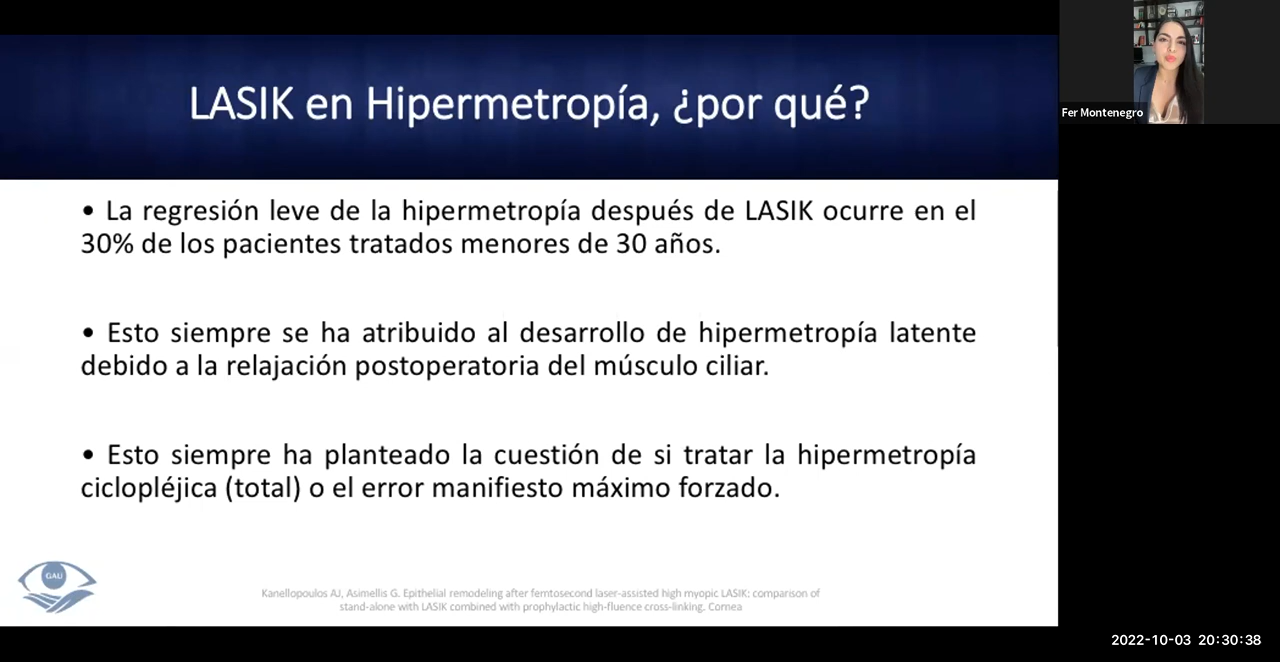 LASIK en Hipermetropía, ¿por qué?
Fer Montenegro
• La regresión leve de la hipermetropía después de LASIK ocurre en el
30% de los pacientes tratados menores de 30 años.
• Esto siempre se ha atribuido al desarrollo de hipermetropía latente
debido a la relajación postoperatoria del músculo ciliar.
• Esto siempre ha planteado la cuestión de si tratar la hipermetropía
ciclopléjica (total) o el error manifiesto máximo forzado.
GAU
Kanellopoulos AJ, Asimellis G. Epithelial remodeling after femtosecond laser-assisted high myopic LASIK: comparison of
stand-alone with LASIK combined with prophylactic high-fluence cross-linking. Cornea
2022-10-03 20:30:38